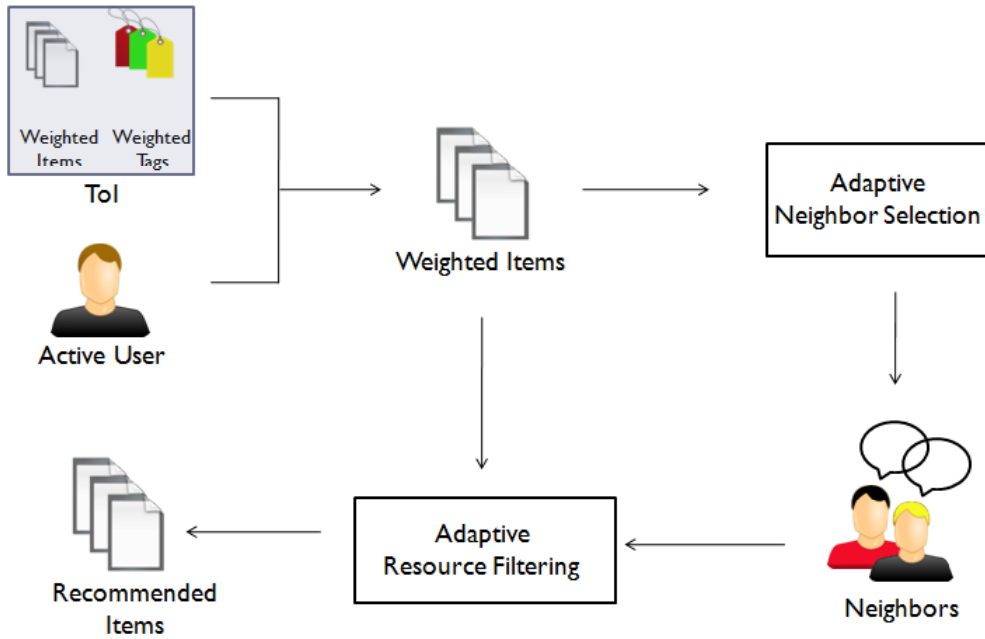 Weighted Items
Weighted Tags
ToI
Active User
Weighted Items
Adaptive
Neighbor Selection
Neighbors
Adaptive
Resource Filtering
Recommended
Items